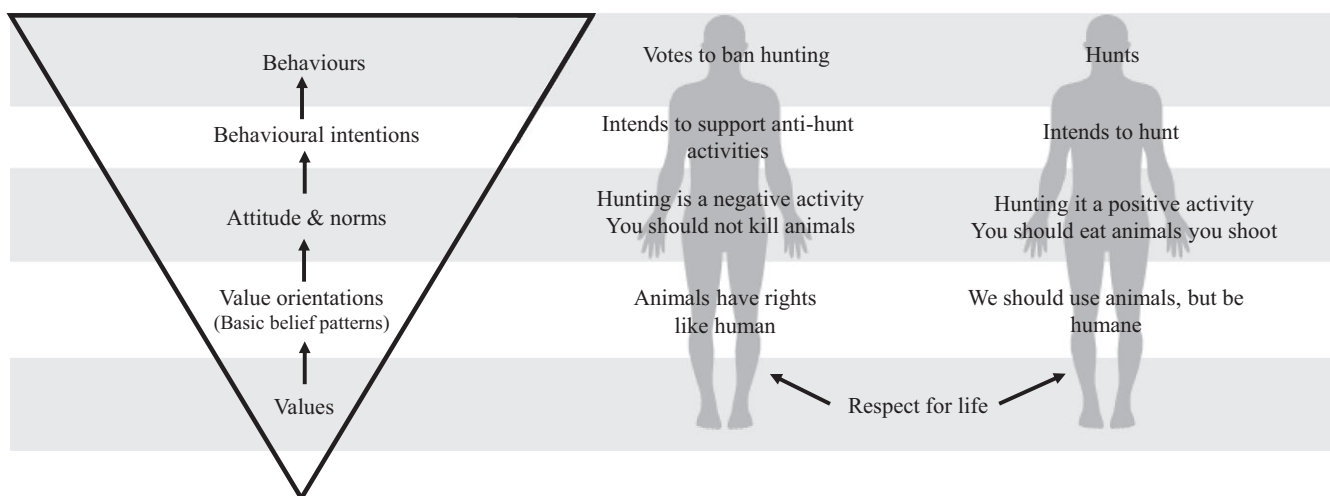 Behaviours
Behavioural intentions
Attitude & norms
Value orientations
(Basic belief patterns)
Values
Votes to ban hunting
Intends to support anti-hunt
activities
Hunting is a negative activity
You should not kill animals
Animals have rights
like human
Hunts
Intends to hunt
Hunting it a positive activity
You should eat animals you shoot
We should use animals, but be
humane
Respect for life